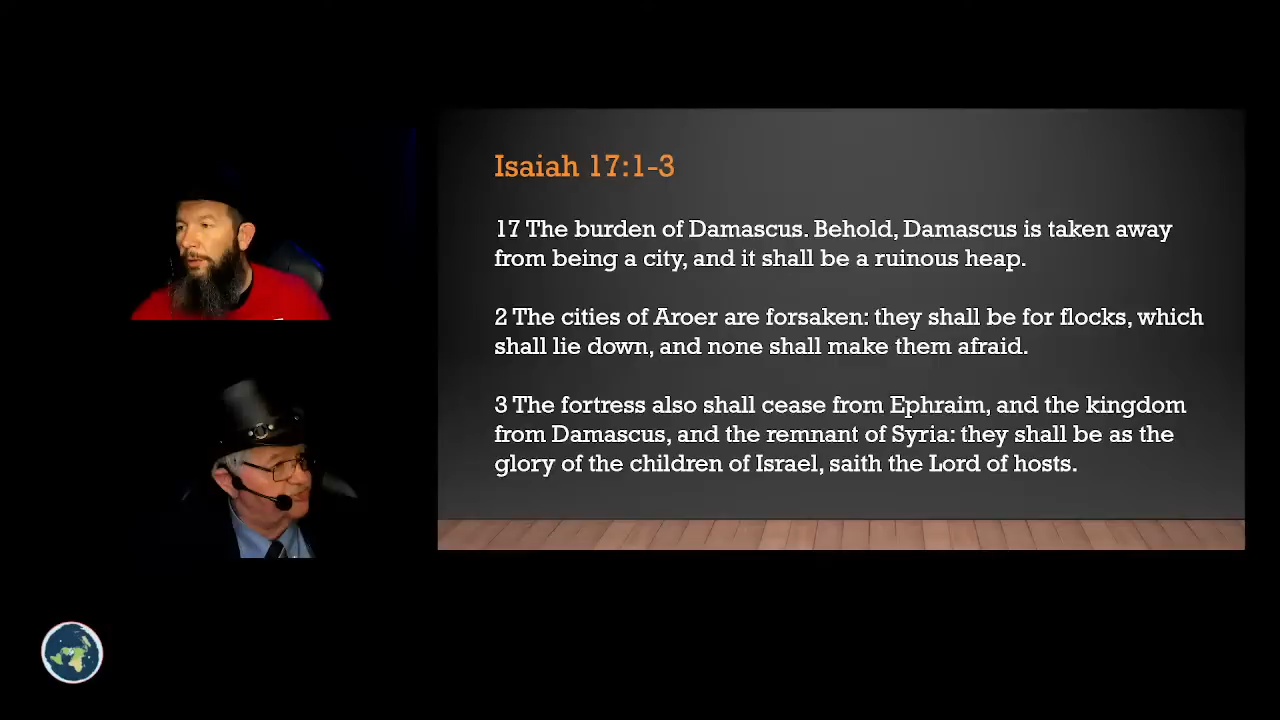 Isaiah 17:1-3
17 The burden of Damascus. Behold, Damascus is taken away
from being a city, and it shall be a ruinous heap.
2 The cities of Aroer are forsaken: they shall be for flocks, which
shall lie down, and none shall make them afraid.
3 The fortress also shall cease from Ephraim, and the kingdom
from Damascus, and the remnant of Syria: they shall be as the
glory of the children of Israel, saith the Lord of hosts.